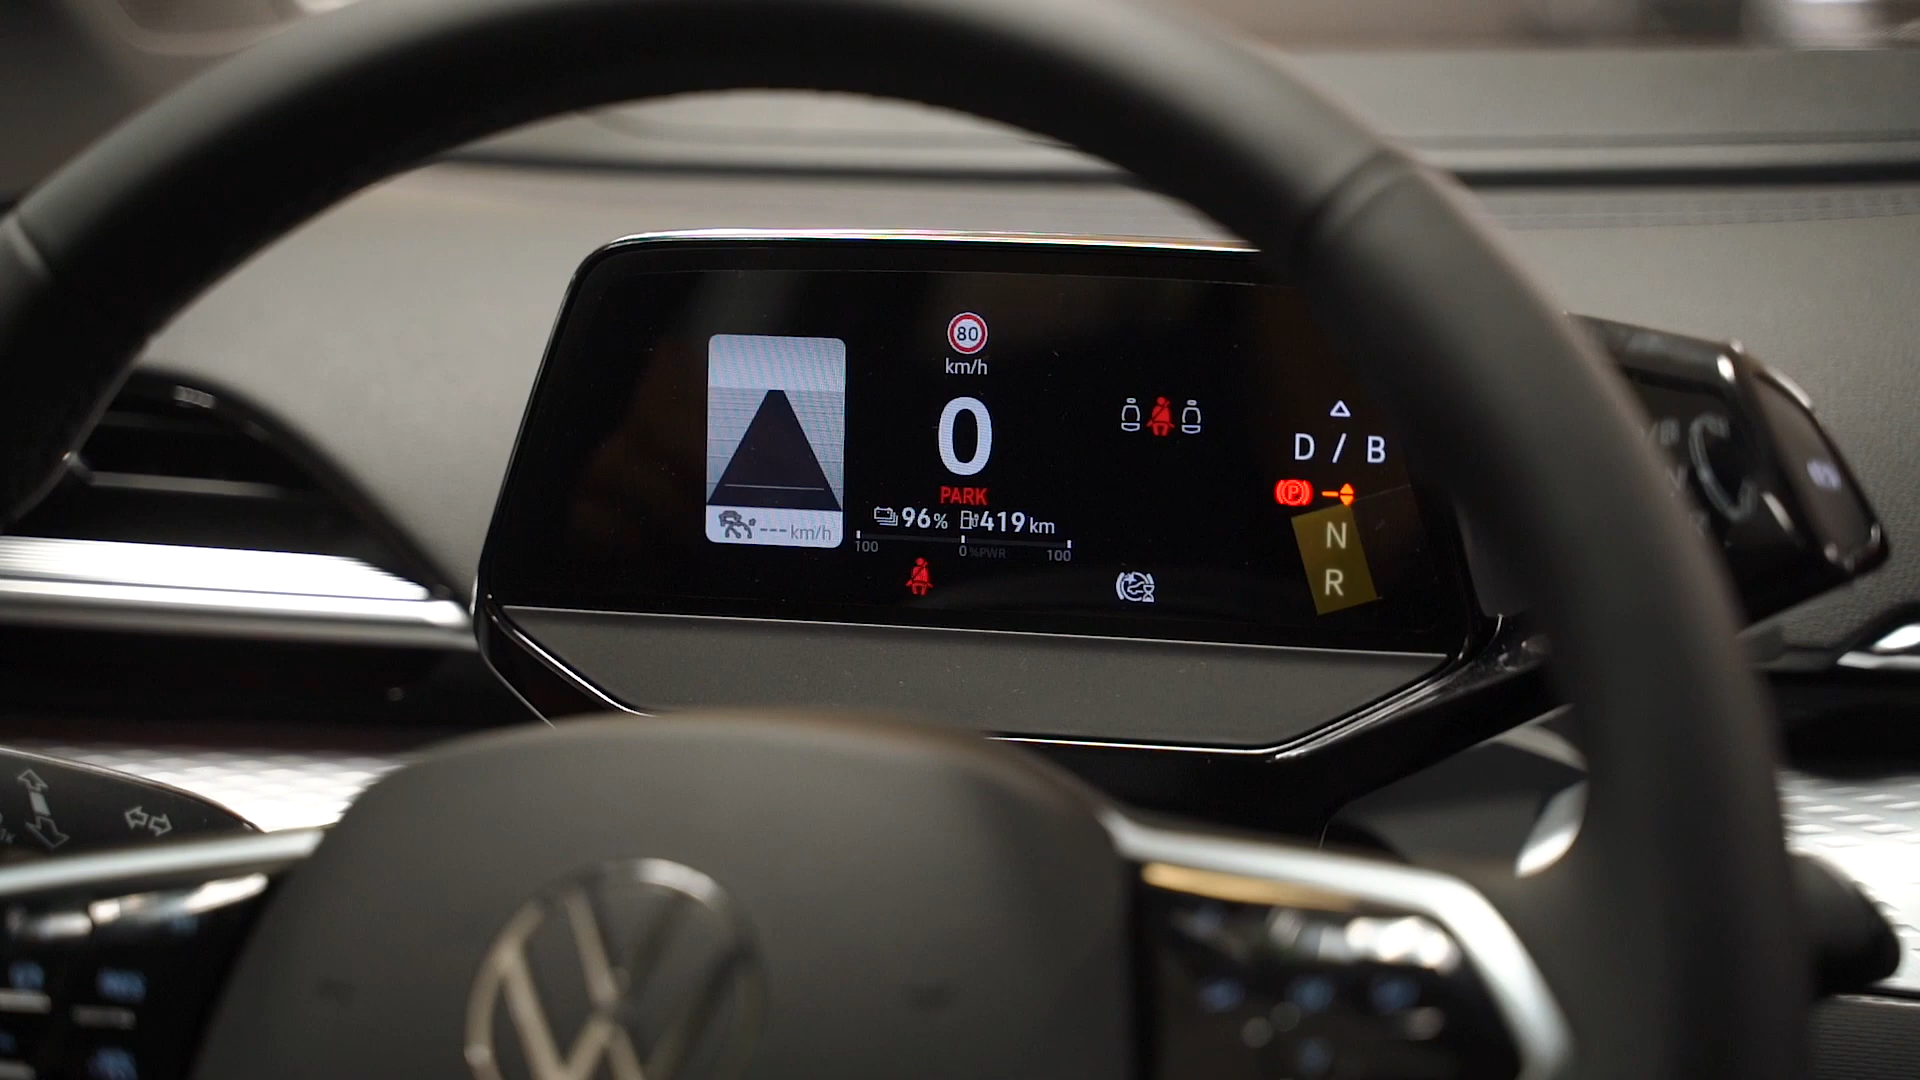 80
km/h
0
PARK
96% 419 km
100 0 %PWR 100
--- km/h
D / B
P
N
R